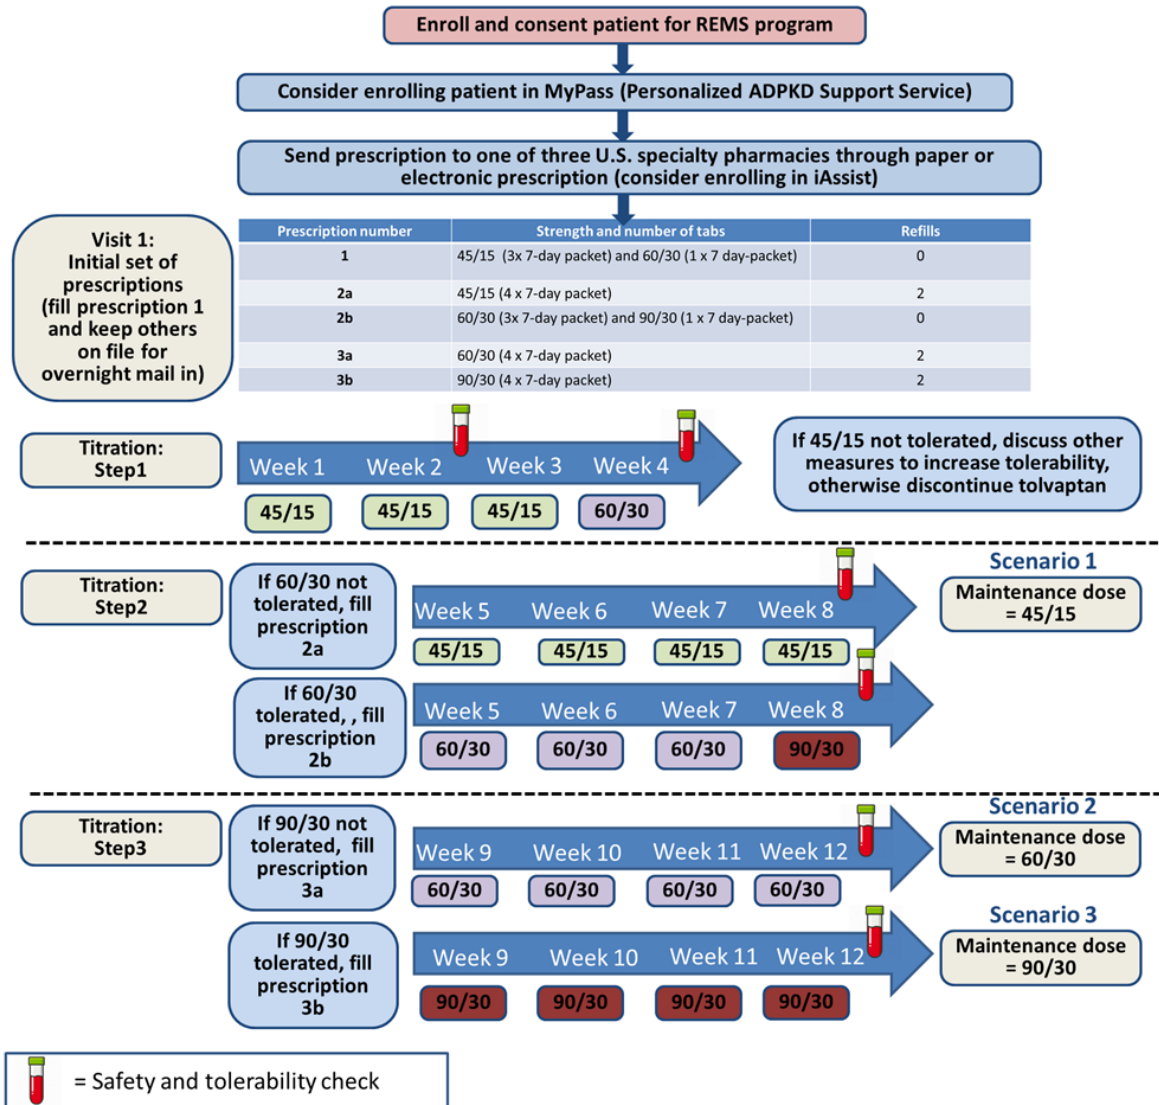 Enroll and consent patient for REMS program
Consider enrolling patient in MyPass (Personalized ADPKD Support Service)
Send prescription to one of three U.S. specialty pharmacies through paper or
electronic prescription (consider enrolling in iAssist)
Visit 1:
Initial set of
prescriptions
(fill prescription 1
and keep others
on file for
overnight mail in)
Prescription number Strength and number of tabs Refills
1 45/15 (3x 7-day packet) and 60/30 (1 x 7 day-packet) 0
2a 45/15 (4 x 7-day packet) 2
2b 60/30 (3x 7-day packet) and 90/30 (1 x 7 day-packet) 0
3a 60/30 (4 x 7-day packet) 2
3b 90/30 (4 x 7-day packet) 2
Titration:
Step1
Week 1 Week 2 Week 3 Week 4
45/15 45/15 45/15 60/30
If 45/15 not tolerated, discuss other
measures to increase tolerability,
otherwise discontinue tolvaptan
Titration:
Step2
If 60/30 not
tolerated, fill
prescription
2a
Week 5 Week 6 Week 7 Week 8
45/15 45/15 45/15 45/15
Scenario 1
Maintenance dose
= 45/15
If 60/30
tolerated, , fill
prescription
2b
Week 5 Week 6 Week 7 Week 8
60/30 60/30 60/30 90/30
Titration:
Step3
If 90/30 not
tolerated, fill
prescription
3a
Week 9 Week 10 Week 11 Week 12
60/30 60/30 60/30 60/30
Scenario 2
Maintenance dose
= 60/30
If 90/30
tolerated, fill
prescription
3b
Week 9 Week 10 Week 11 Week 12
90/30 90/30 90/30 90/30
Scenario 3
Maintenance dose
= 90/30
= Safety and tolerability check